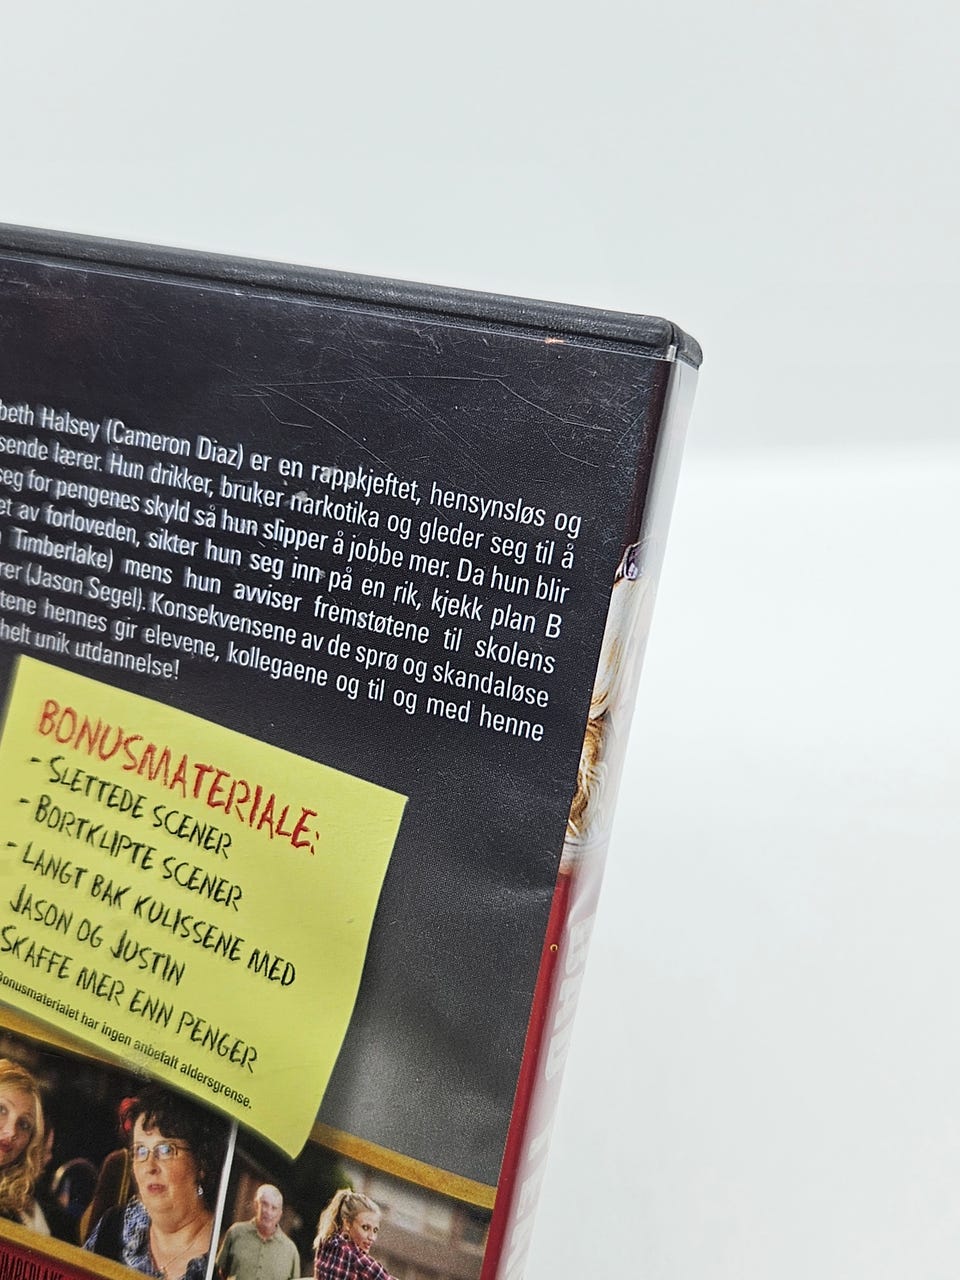 beth Halsey (Cameron Diaz) er en rappkjeftet, hensynsløs og
sende lærer. Hun drikker, bruker narkotika og gleder seg til å
seg for pengenes skyld så hun slipper å jobbe mer. Da hun blir
et av forloveden, sikter hun seg inn på en rik, kjekk plan B
Timberlake) mens hun avviser fremstøtene til skolens
rer (Jason Segel). Konsekvensene av de sprø og skandaløse
tene hennes gir elevene, kollegaene og til og med henne
helt unik utdannelse!
BONUSMATERIALE:
- SLETTEDE SCENER
- BORTKLIPTE SCENER
- LANGT BAK KULISSENE MED
JASON OG JUSTIN
SKAFFE MER ENN PENGER
Bonusmaterialet har ingen anbefalt aldersgrense.
BAD